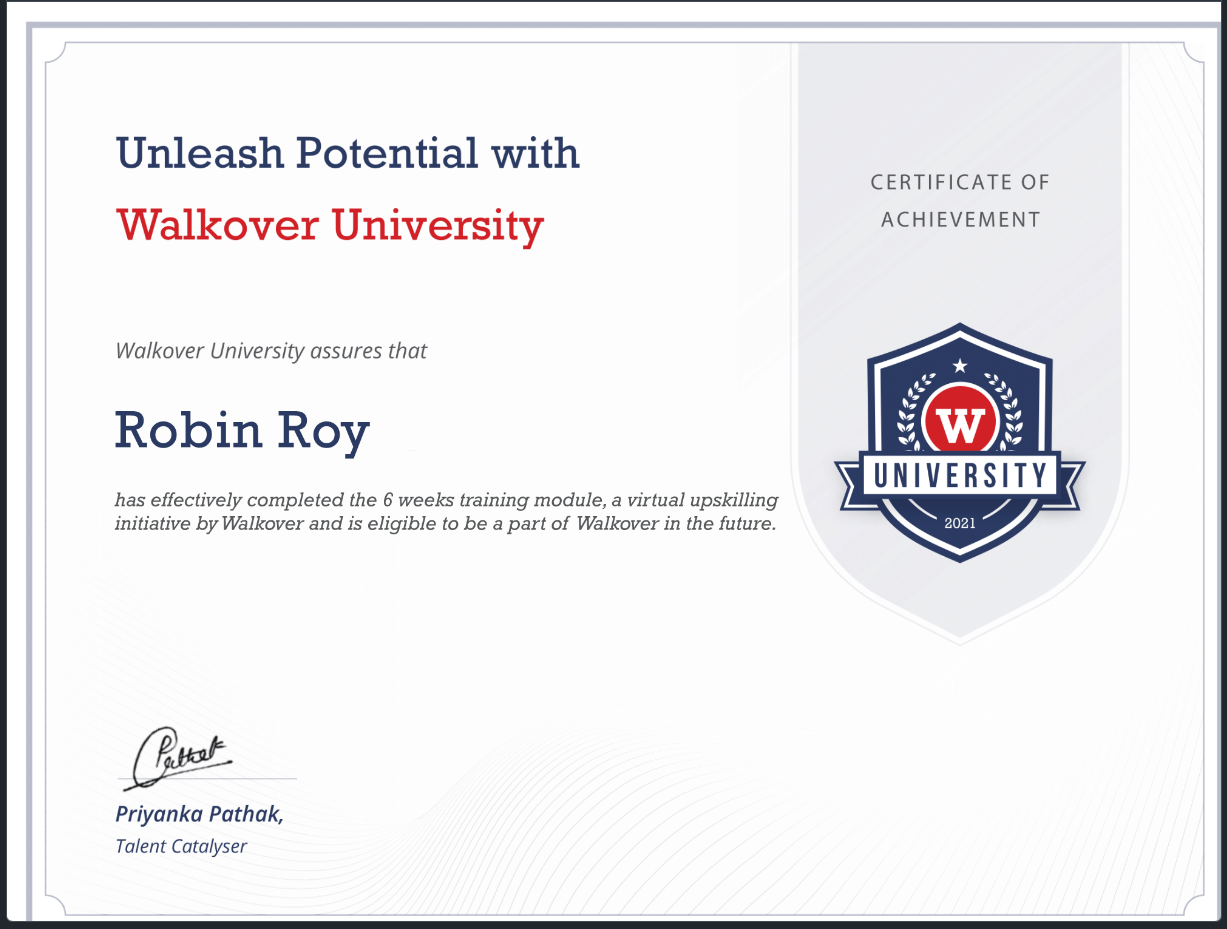 Unleash Potential with
Walkover University
CERTIFICATE OF
ACHIEVEMENT
Walkover University assures that
Robin Roy
has effectively completed the 6 weeks training module, a virtual upskilling
initiative by Walkover and is eligible to be a part of Walkover in the future.
W
UNIVERSITY
2021
Pathak
Priyanka Pathak,
Talent Catalyser